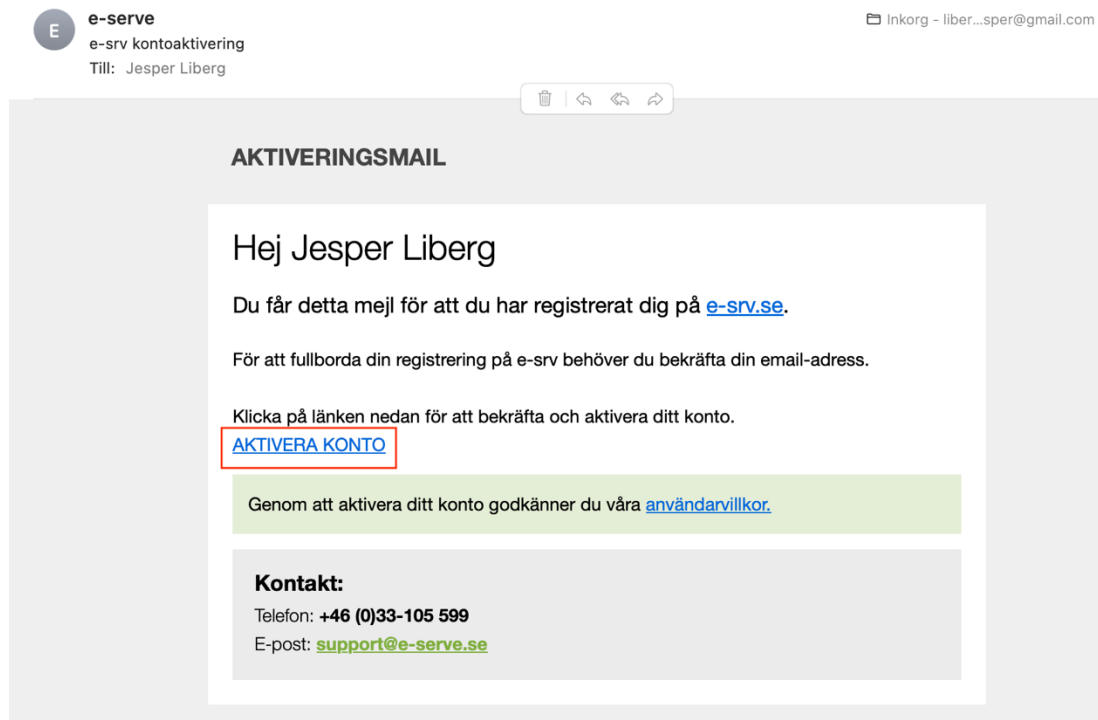 E
e-serve
Inkorg - liber...sper@gmail.com
e-srv kontoaktivering
Till: Jesper Liberg
AKTIVERINGSMAIL
Hej Jesper Liberg
Du får detta mejl för att du har registrerat dig på e-srv.se.
För att fullborda din registrering på e-srv behöver du bekräfta din email-adress.
Klicka på länken nedan för att bekräfta och aktivera ditt konto.
AKTIVERA KONTO
Genom att aktivera ditt konto godkänner du våra användarvillkor.
Kontakt:
Telefon: +46 (0)33-105 599
E-post: support@e-serve.se